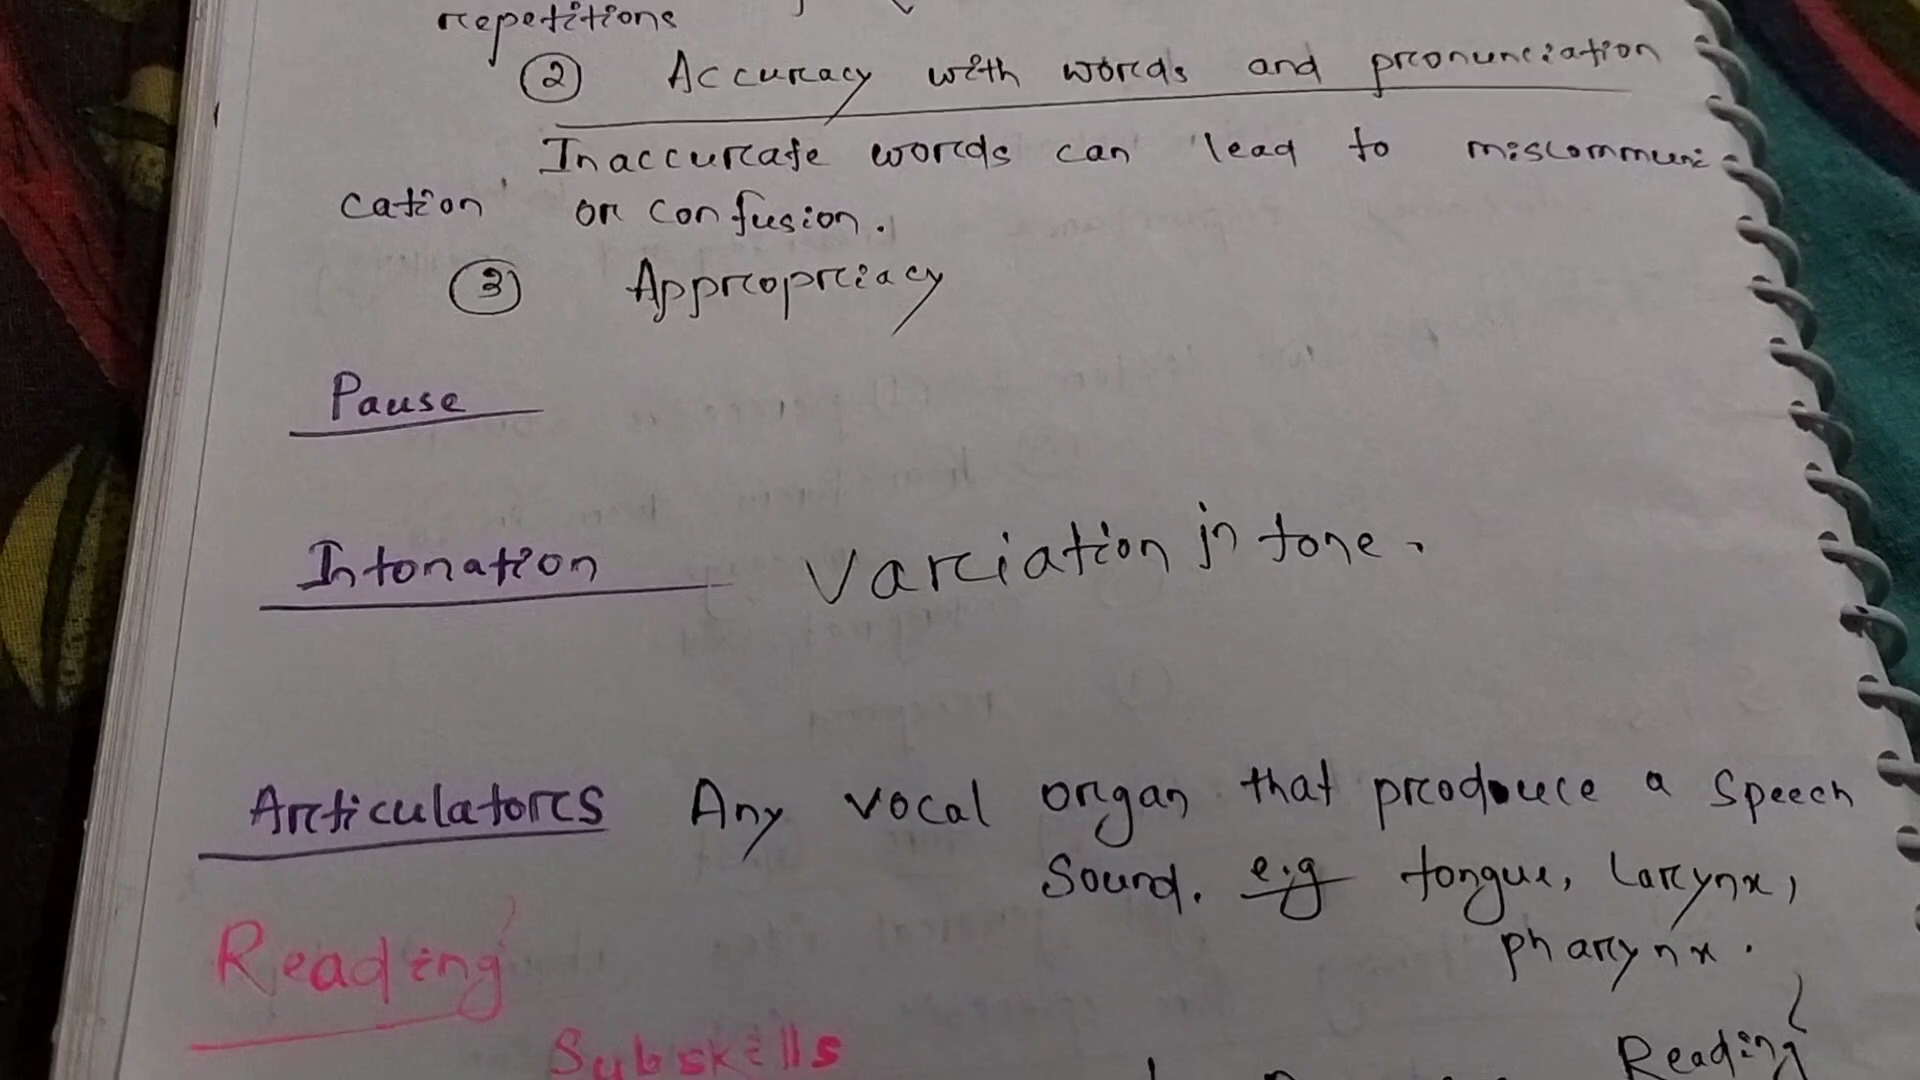 repetitions
② Accuracy with words and pronunciation
Inaccurate words can lead to miscommuni-
cation or confusion.
③ Appropriacy
Pause
Intonation Variation in tone.
Articulators Any vocal organ that produce a speech
sound. e.g tongue, larynx,
pharynx.
Reading
Subskills
Reading